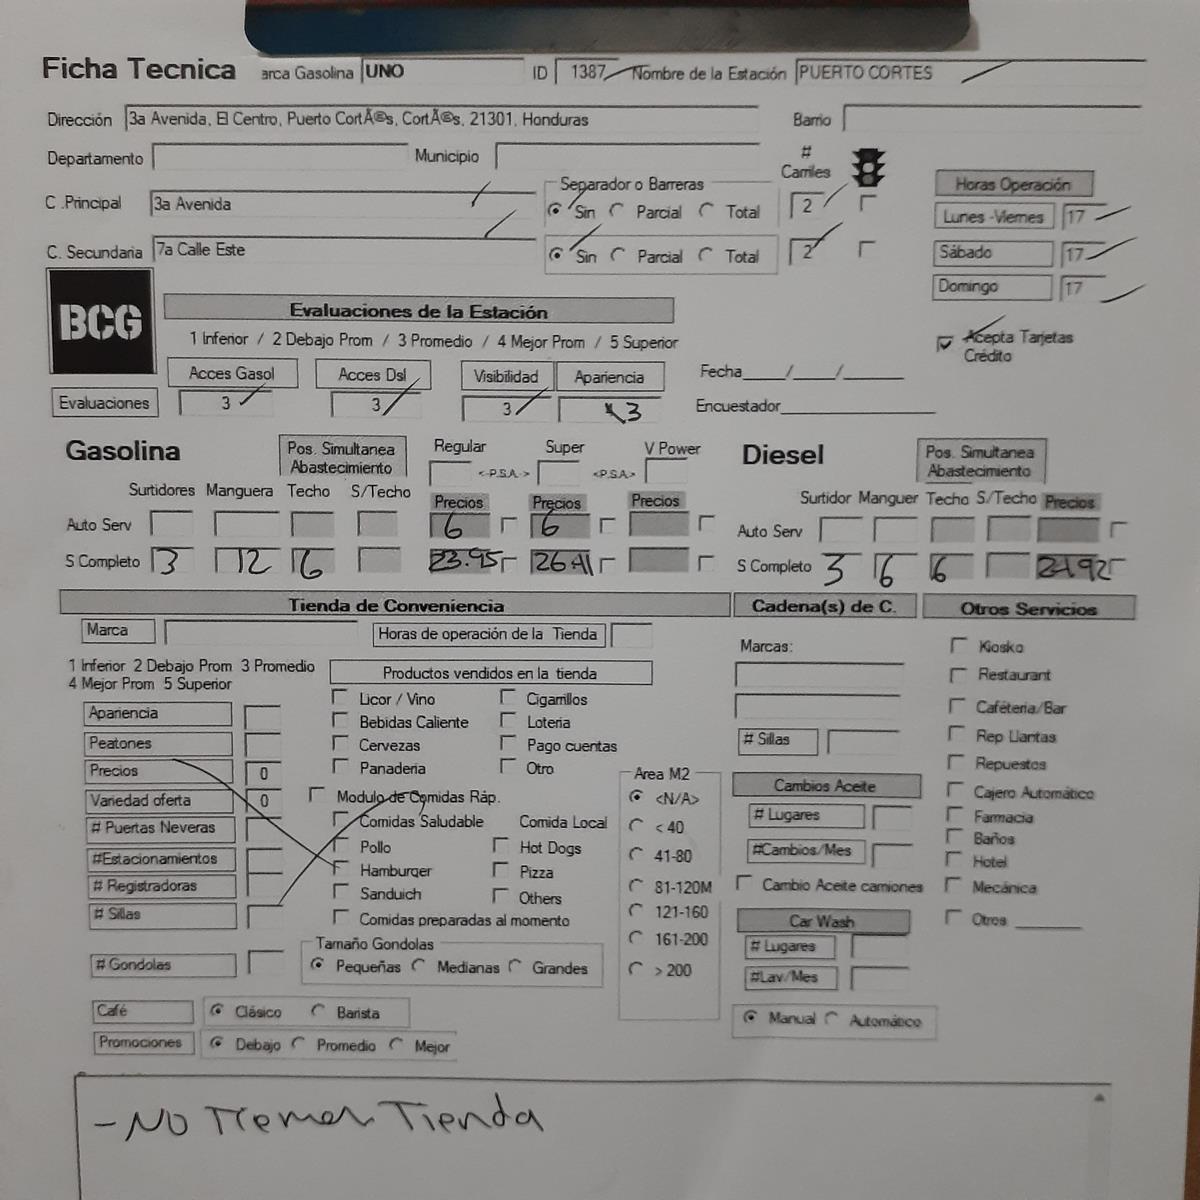 Ficha Tecnica arca Gasolina UNO ID 1387 Nombre de la Estación PUERTO CORTES
Dirección 3a Avenida, El Centro, Puerto CortÃ®s, CortÃ®s, 21301, Honduras Barrio
Departamento Municipio # Carriles
C .Principal 3a Avenida Separador o Barreras Sin Parcial Total 2
Horas Operación
Lunes -Viernes 17
C. Secundaria 7a Calle Este Sin Parcial Total 2
Sábado 17
Domingo 17
BCG
Evaluaciones de la Estación
1 Inferior / 2 Debajo Prom / 3 Promedio / 4 Mejor Prom / 5 Superior
Acepta Tarjetas Crédito
Acces Gasol Acces Dsl Visibilidad Apariencia Fecha___/___/____
Evaluaciones 3 3 3 3 Encuestador
Gasolina Pos. Simultanea Abastecimiento Regular Super V Power
<-P.S.A.-> <P.S.A>
Diesel Pos. Simultanea Abastecimiento
Surtidores Manguera Techo S/Techo Precios Precios Precios
Surtidor Manguer Techo S/Techo Precios
Auto Serv 6 6 Auto Serv
S Completo 3 12 6 23.95 26.41 S Completo 3 6 6 24.92
Tienda de Conveniencia Cadena(s) de C. Otros Servicios
Marca Horas de operación de la Tienda
1 Inferior 2 Debajo Prom 3 Promedio
4 Mejor Prom 5 Superior
Productos vendidos en la tienda
Apariencia
Peatones
Precios 0
Variedad oferta 0
# Puertas Neveras
#Estacionamientos
# Registradoras
# Sillas
# Gondolas
Licor / Vino Cigarrillos
Bebidas Caliente Loteria
Cervezas Pago cuentas
Panaderia Otro
Modulo de Comidas Ráp.
Comidas Saludable Comida Local
Pollo Hot Dogs
Hamburger Pizza
Sanduich Others
Comidas preparadas al momento
Tamaño Gondolas
Pequeñas Medianas Grandes
Café Clásico Barista
Promociones Debajo Promedio Mejor
Area M2
<N/A>
< 40
41-80
81-120M
121-160
161-200
> 200
Marcas:
# Sillas
Cambios Aceite
# Lugares
#Cambios/Mes
Cambio Aceite camiones
Car Wash
# Lugares
#Lav/Mes
Manual Automático
Kiosko
Restaurant
Caféteria/Bar
Rep Llantas
Repuestos
Cajero Automático
Farmacia
Baños
Hotel
Mecánica
Otros
- No Tienen Tienda